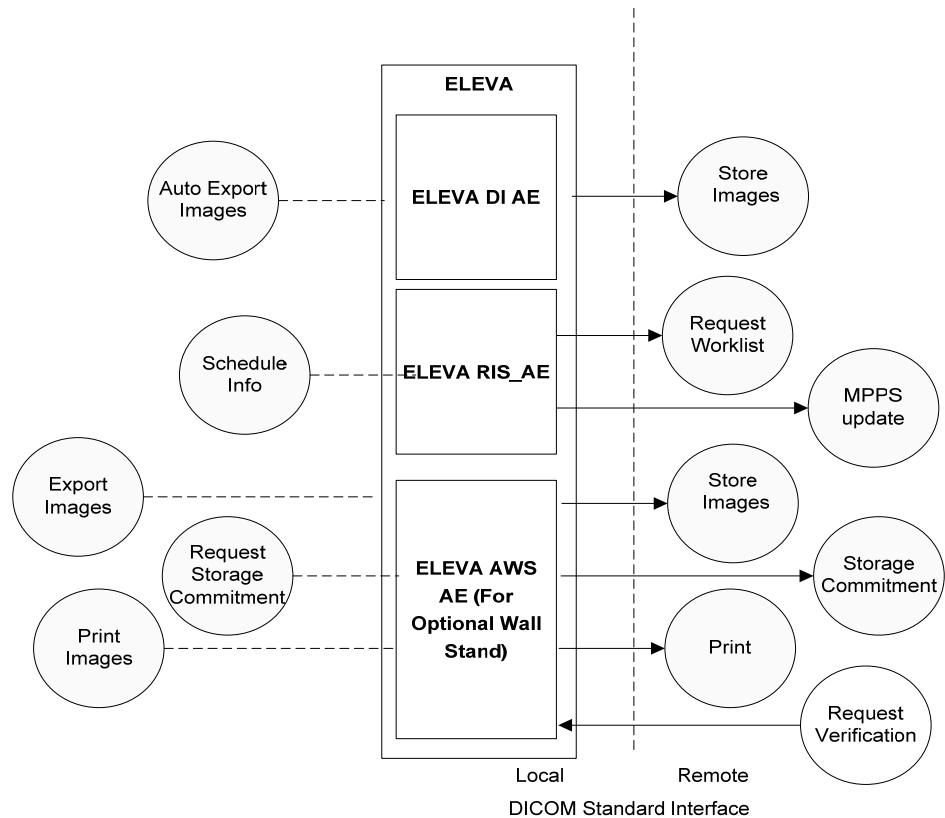 ELEVA
Auto Export
Images
ELEVA DI AE
Store
Images
Schedule
Info
ELEVA RIS_AE
Request
Worklist
MPPS
update
Export
Images
Store
Images
Request
Storage
Commitment
ELEVA AWS
AE (For
Optional Wall
Stand)
Storage
Commitment
Print
Images
Print
Request
Verification
Local
Remote
DICOM Standard Interface